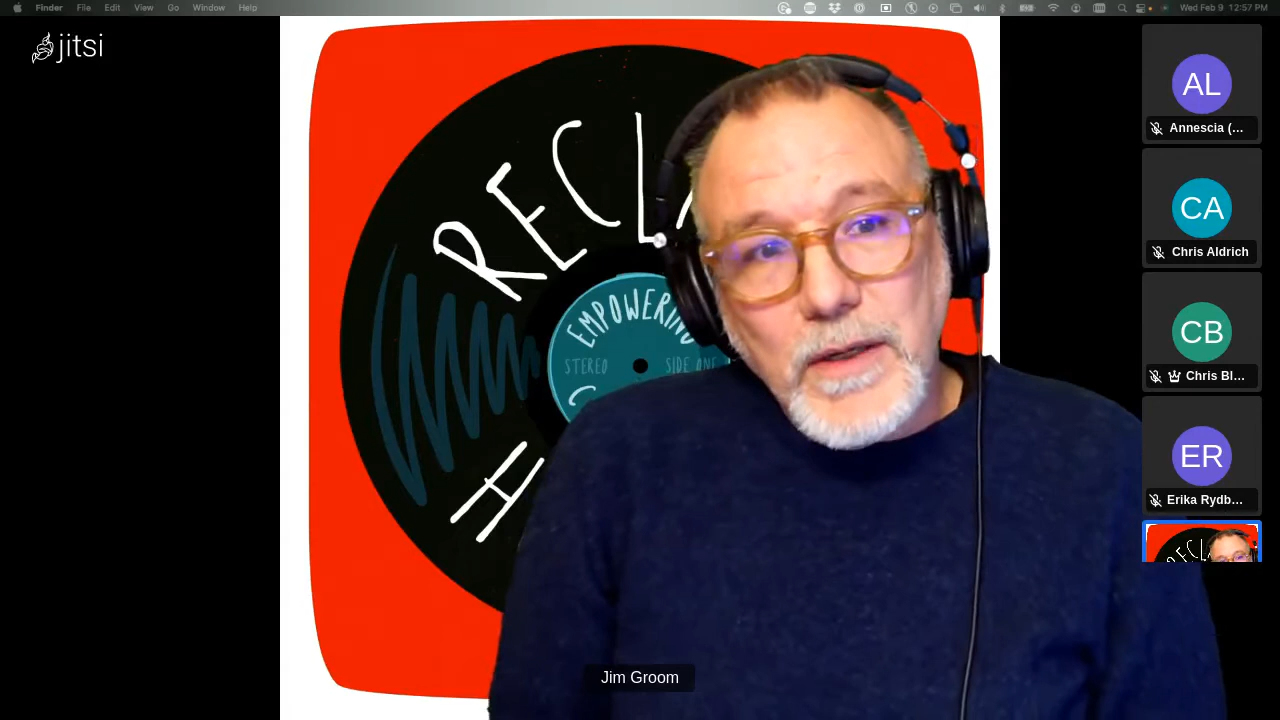 Finder File Edit View Go Window Help Wed Feb 9 12:57 PM
jitsi
RECLA
EMPOWERING
STEREO SIDE ONE
H
AL
Annescia (...
CA
Chris Aldrich
CB
Chris Bl...
ER
Erika Rydb...
RECL
Jim Groom